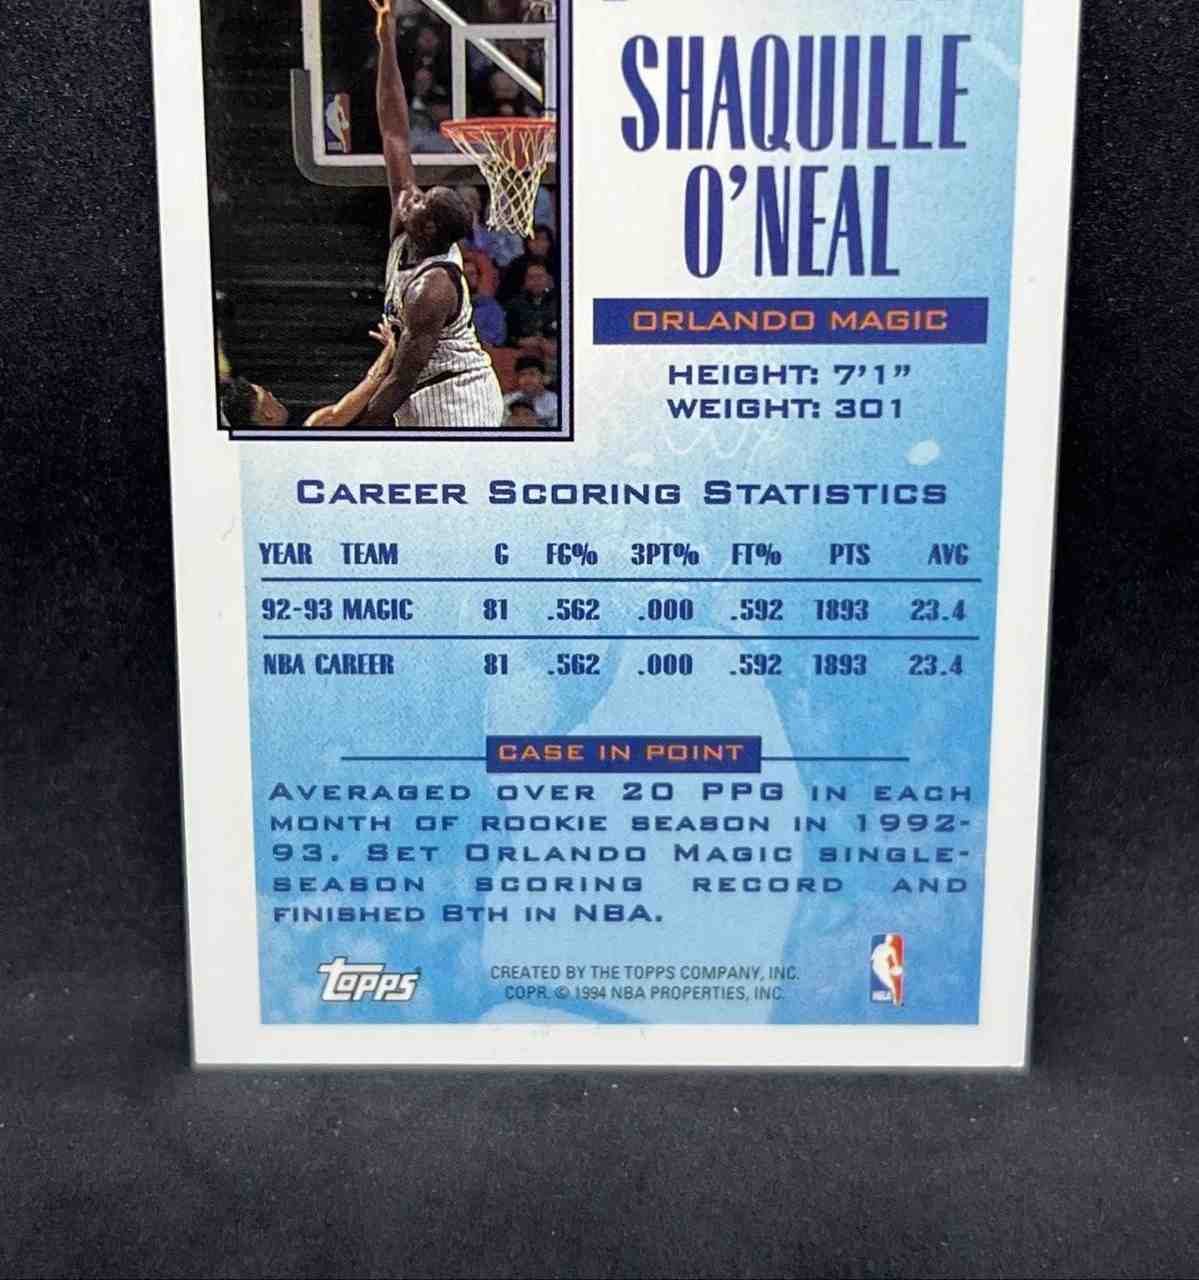 SHAQUILLE
O'NEAL
ORLANDO MAGIC
HEIGHT: 7'1"
WEIGHT: 301
CAREER SCORING STATISTICS
YEAR TEAM G FG% 3PT% FT% PTS AVG
92-93 MAGIC 81 .562 .000 .592 1893 23.4
NBA CAREER 81 .562 .000 .592 1893 23.4
CASE IN POINT
AVERAGED OVER 20 PPG IN EACH
MONTH OF ROOKIE SEASON IN 1992-
93. SET ORLANDO MAGIC SINGLE-
SEASON SCORING RECORD AND
FINISHED 8TH IN NBA.
TOPPS
CREATED BY THE TOPPS COMPANY, INC.
COPR. © 1994 NBA PROPERTIES, INC.
NBA